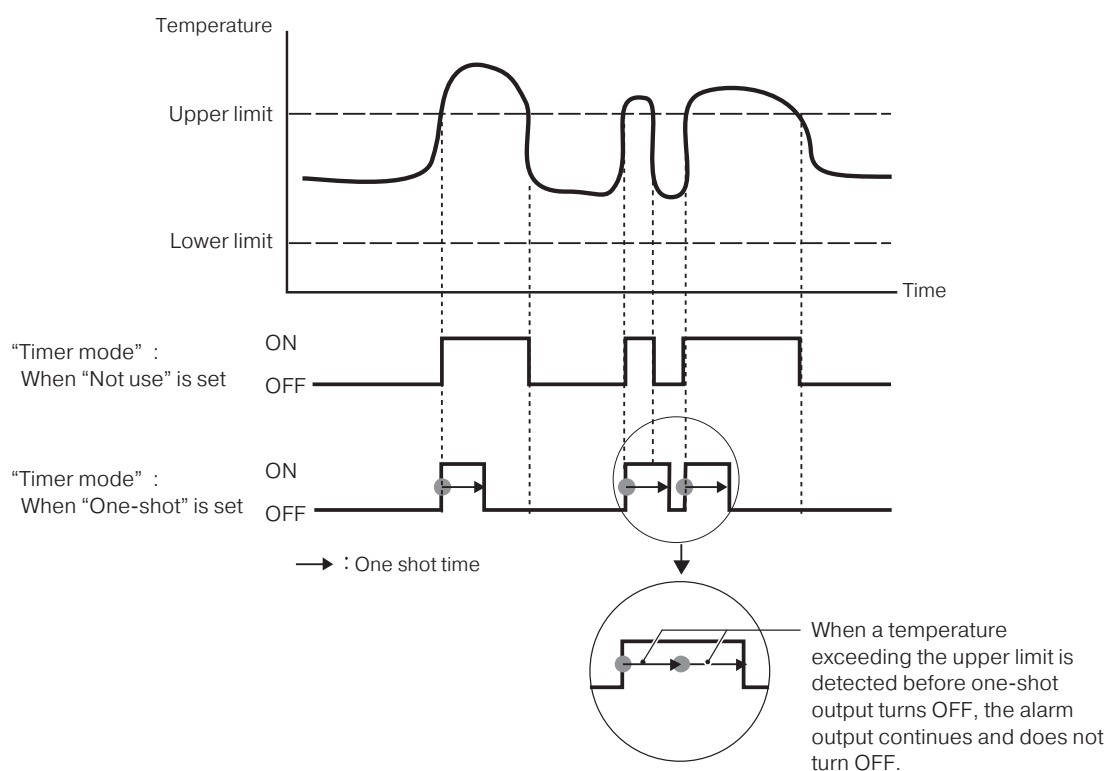 Temperature
Upper limit
Lower limit
Time
“Timer mode” :
When “Not use” is set
ON
OFF
“Timer mode” :
When “One-shot” is set
ON
OFF
: One shot time
When a temperature
exceeding the upper limit is
detected before one-shot
output turns OFF, the alarm
output continues and does not
turn OFF.